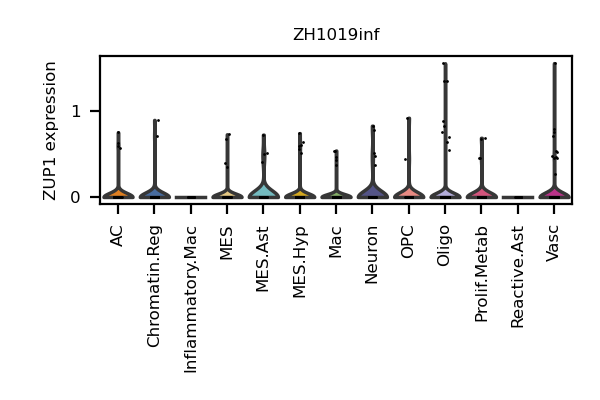 ZH1019inf
ZUP1 expression
1
0
AC
Chromatin.Reg
Inflammatory.Mac
MES
MES.Ast
MES.Hyp
Mac
Neuron
OPC
Oligo
Prolif.Metab
Reactive.Ast
Vasc